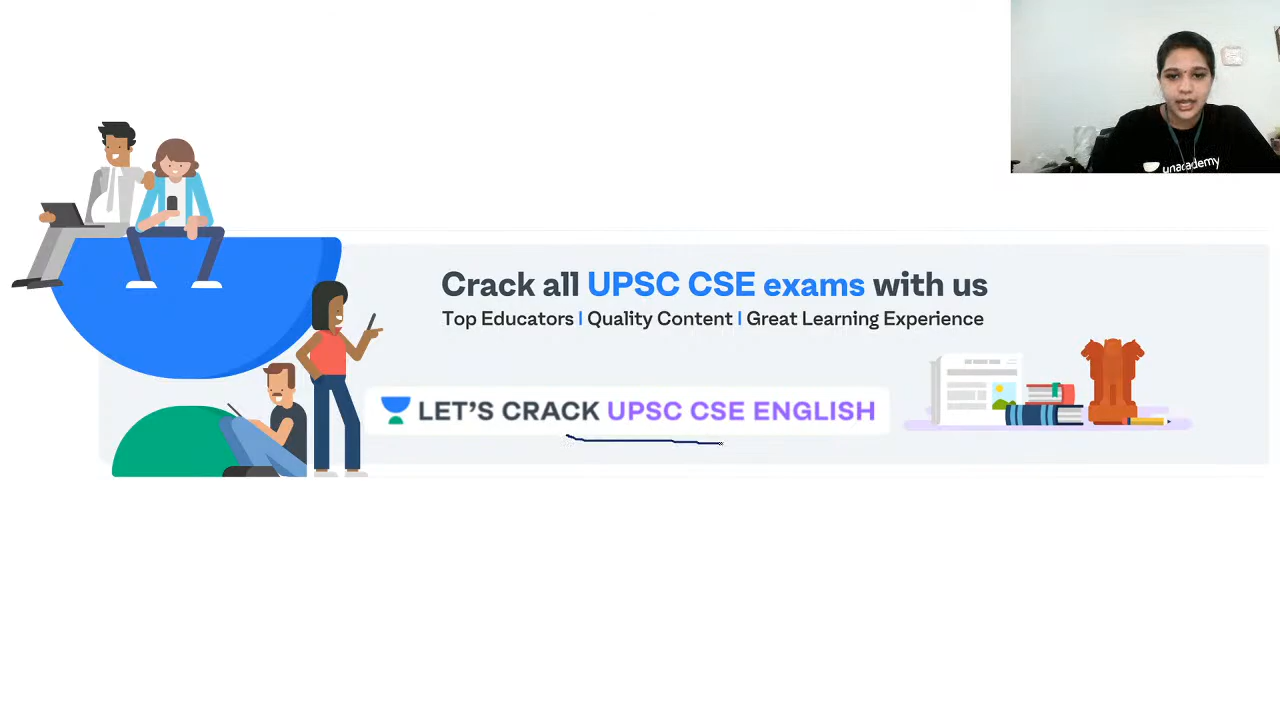 unacademy
Crack all UPSC CSE exams with us
Top Educators | Quality Content | Great Learning Experience
LET'S CRACK UPSC CSE ENGLISH